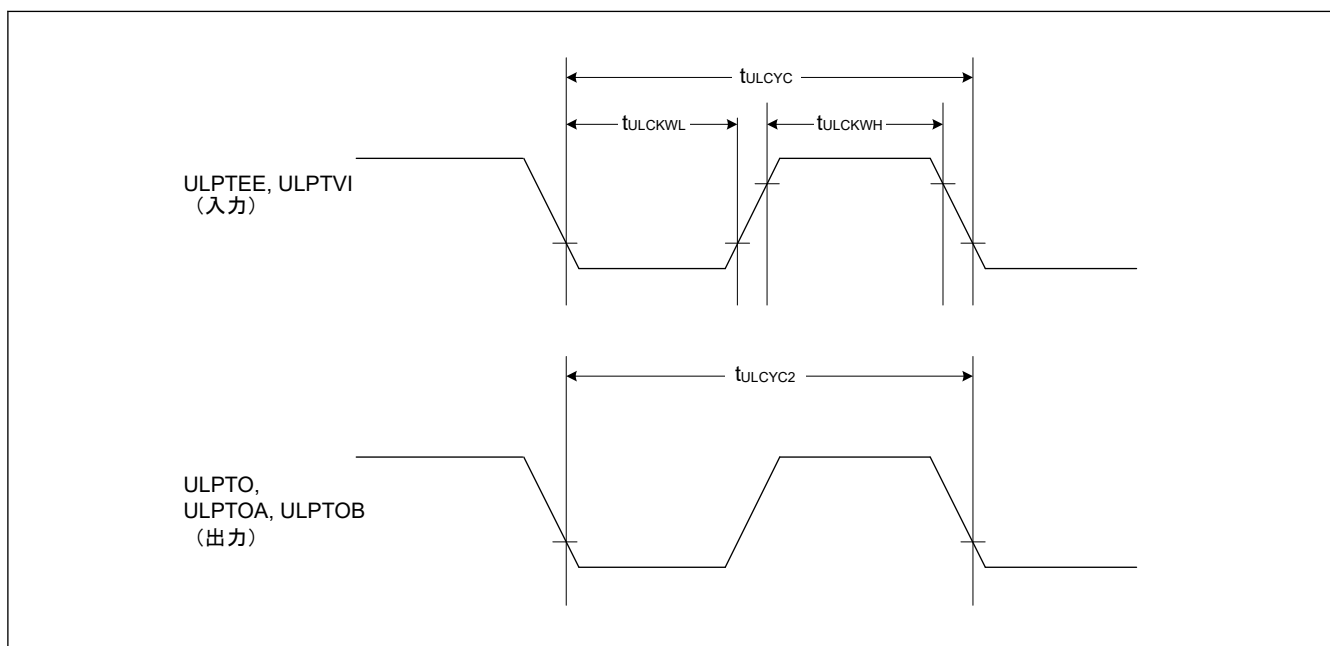 tULCYC
tULCKWL
tULCKWH
ULPTEE, ULPTVI
（入力）
tULCYC2
ULPTO,
ULPTOA, ULPTOB
（出力）